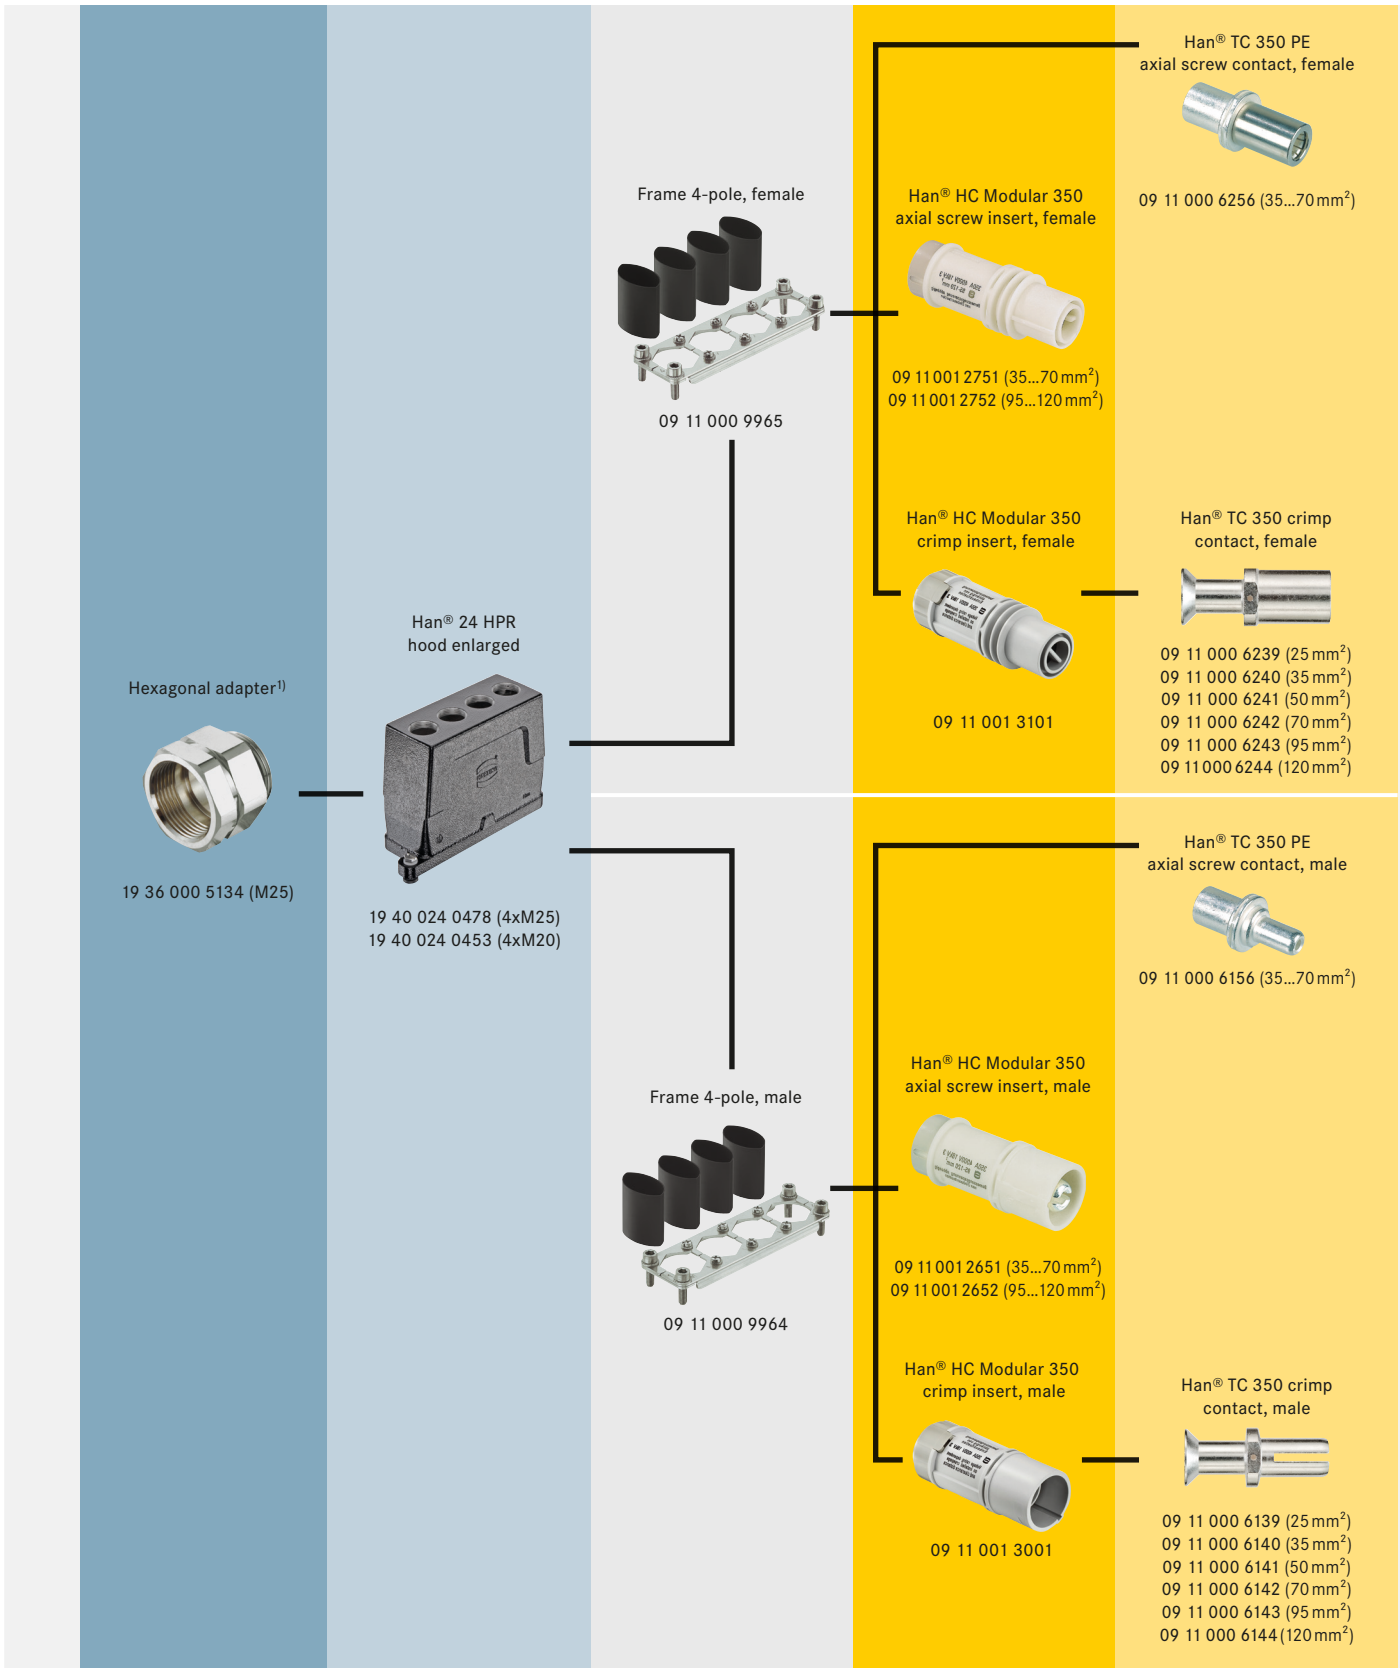 Han® TC 350 PE
axial screw contact, female
09 11 000 6256 (35...70 mm²)
Frame 4-pole, female
09 11 000 9965
Han® HC Modular 350
axial screw insert, female
09 11 001 2751 (35...70 mm²)
09 11 001 2752 (95...120 mm²)
Han® HC Modular 350
crimp insert, female
09 11 001 3101
Han® TC 350 crimp
contact, female
09 11 000 6239 (25 mm²)
09 11 000 6240 (35 mm²)
09 11 000 6241 (50 mm²)
09 11 000 6242 (70 mm²)
09 11 000 6243 (95 mm²)
09 11 000 6244 (120 mm²)
Hexagonal adapter¹⁾
19 36 000 5134 (M25)
Han® 24 HPR
hood enlarged
19 40 024 0478 (4xM25)
19 40 024 0453 (4xM20)
Han® TC 350 PE
axial screw contact, male
09 11 000 6156 (35...70 mm²)
Frame 4-pole, male
09 11 000 9964
Han® HC Modular 350
axial screw insert, male
09 11 001 2651 (35...70 mm²)
09 11 001 2652 (95...120 mm²)
Han® HC Modular 350
crimp insert, male
09 11 001 3001
Han® TC 350 crimp
contact, male
09 11 000 6139 (25 mm²)
09 11 000 6140 (35 mm²)
09 11 000 6141 (50 mm²)
09 11 000 6142 (70 mm²)
09 11 000 6143 (95 mm²)
09 11 000 6144 (120 mm²)